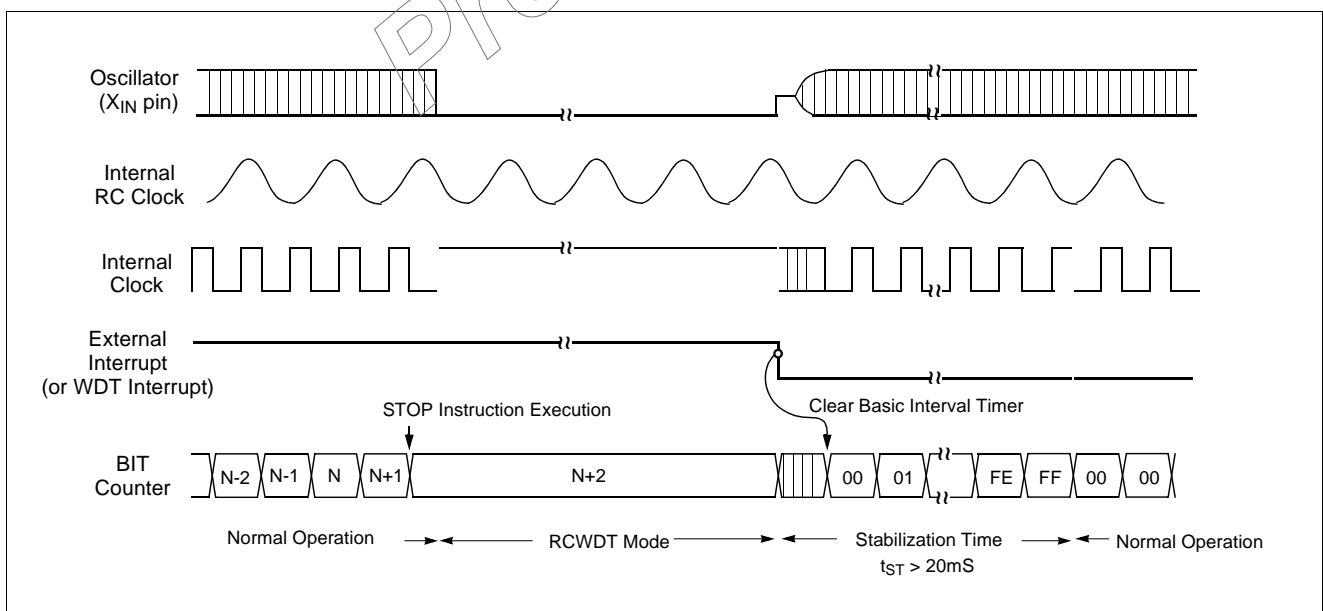 Oscillator
(XIN pin)
Internal
RC Clock
Internal
Clock
External
Interrupt
(or WDT Interrupt)
STOP Instruction Execution
Clear Basic Interval Timer
BIT
Counter
N-2 N-1 N N+1 N+2 00 01 FE FF 00 00
Normal Operation RCWDT Mode Stabilization Time Normal Operation
tST > 20mS